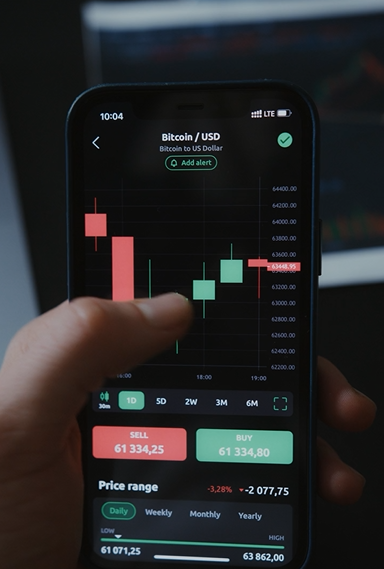 10:04
LTE
Bitcoin / USD
Bitcoin to US Dollar
Add alert
64400.00
64200.00
64000.00
63800.00
63600.00
63448.95
63200.00
63000.00
62800.00
62600.00
62400.00
62200.00
18:00
19:00
30m
1D
5D
2W
3M
6M
SELL
61 334,25
BUY
61 334,80
Price range
-3,28%
-2 077,75
Daily
Weekly
Monthly
Yearly
LOW
HIGH
61 071,25
63 862,00